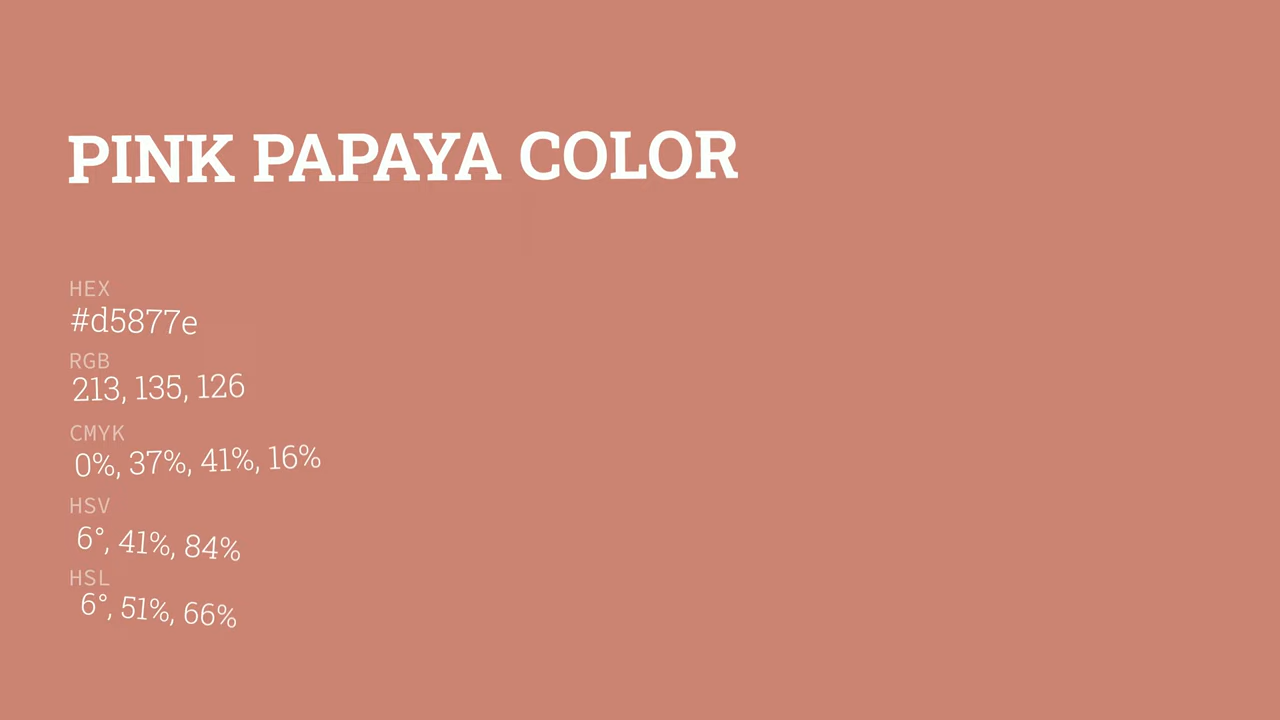 PINK PAPAYA COLOR
HEX
#d5877e
RGB
213, 135, 126
CMYK
0%, 37%, 41%, 16%
HSV
6°, 41%, 84%
HSL
6°, 51%, 66%